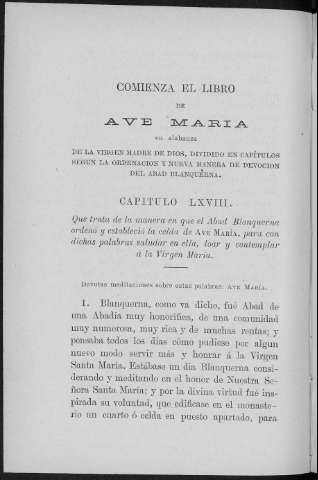 COMIENZA EL LIBRO
DE
AVE MARIA
en alabanza
DE LA VIRGEN MADRE DE DIOS, DIVIDIDO EN CAPÍTULOS
SEGUN LA ORDENACION Y NUEVA MANERA DE DEVOCION
DEL ABAD BLANQUERNA.
CAPITULO LXVIII.
Que trata de la manera en que el Abad Blanquerna
ordenó y estableció la celda de AVE MARÍA, para con
dichas palabras saludar en ella, loar y contemplar
á la Virgen María.
Devotas meditaciones sobre estas palabras: AVE MARÍA.
1. Blanquerna, como va dicho, fué Abad de
una Abadía muy honorífica, de una comunidad
muy numerosa, muy rica y de muchas rentas; y
pensaba todos los días cómo pudiese por algun
nuevo modo servir más y honrar á la Vírgen
Santa María. Estábase un dia Blanquerna consi-
derando y meditando en el honor de Nuestra Se-
ñora Santa María; y por la divina virtud fué ins-
pirada su voluntad, que edificase en el monaste-
rio un cuarto ó celda en puesto apartado, para